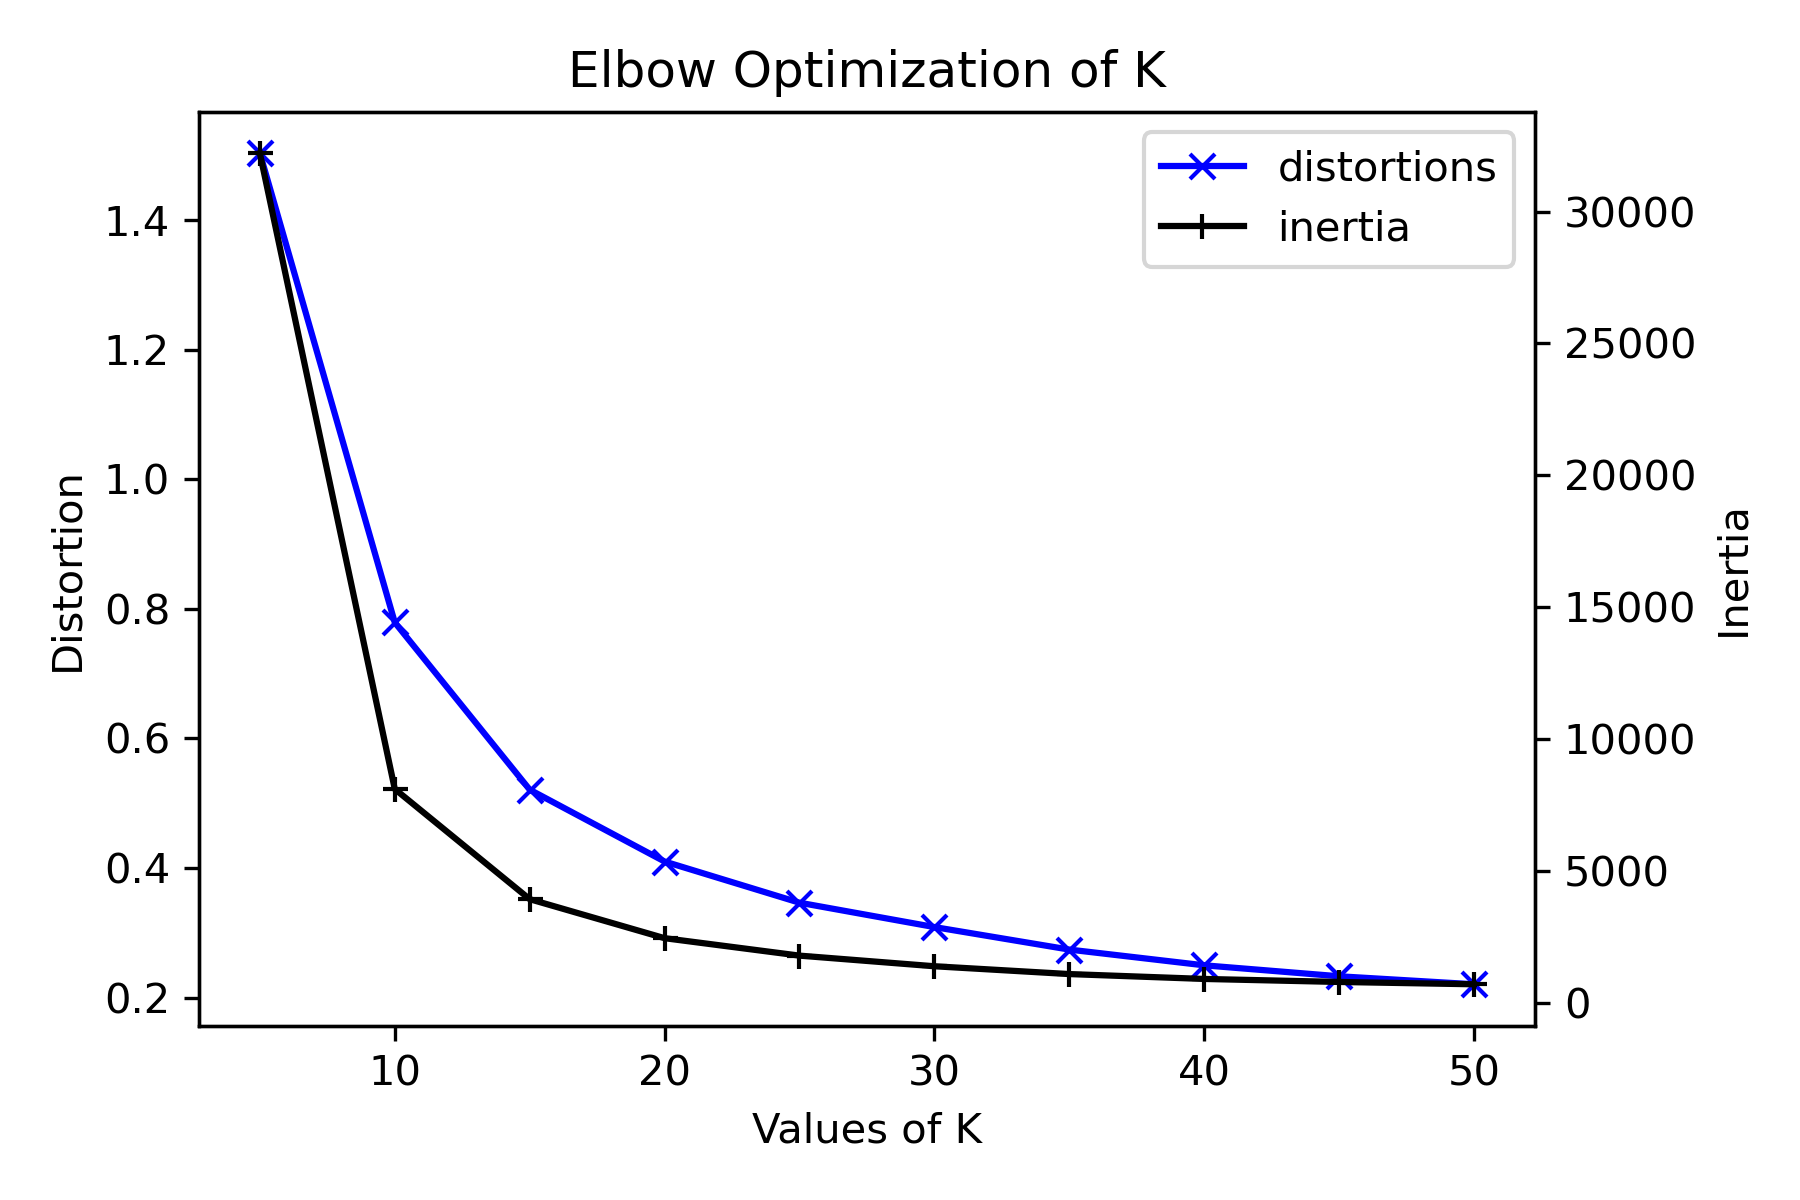 Elbow Optimization of K
distortions
inertia
Distortion
1.4
1.2
1.0
0.8
0.6
0.4
0.2
30000
25000
20000
15000
10000
5000
0
Inertia
10 20 30 40 50
Values of K